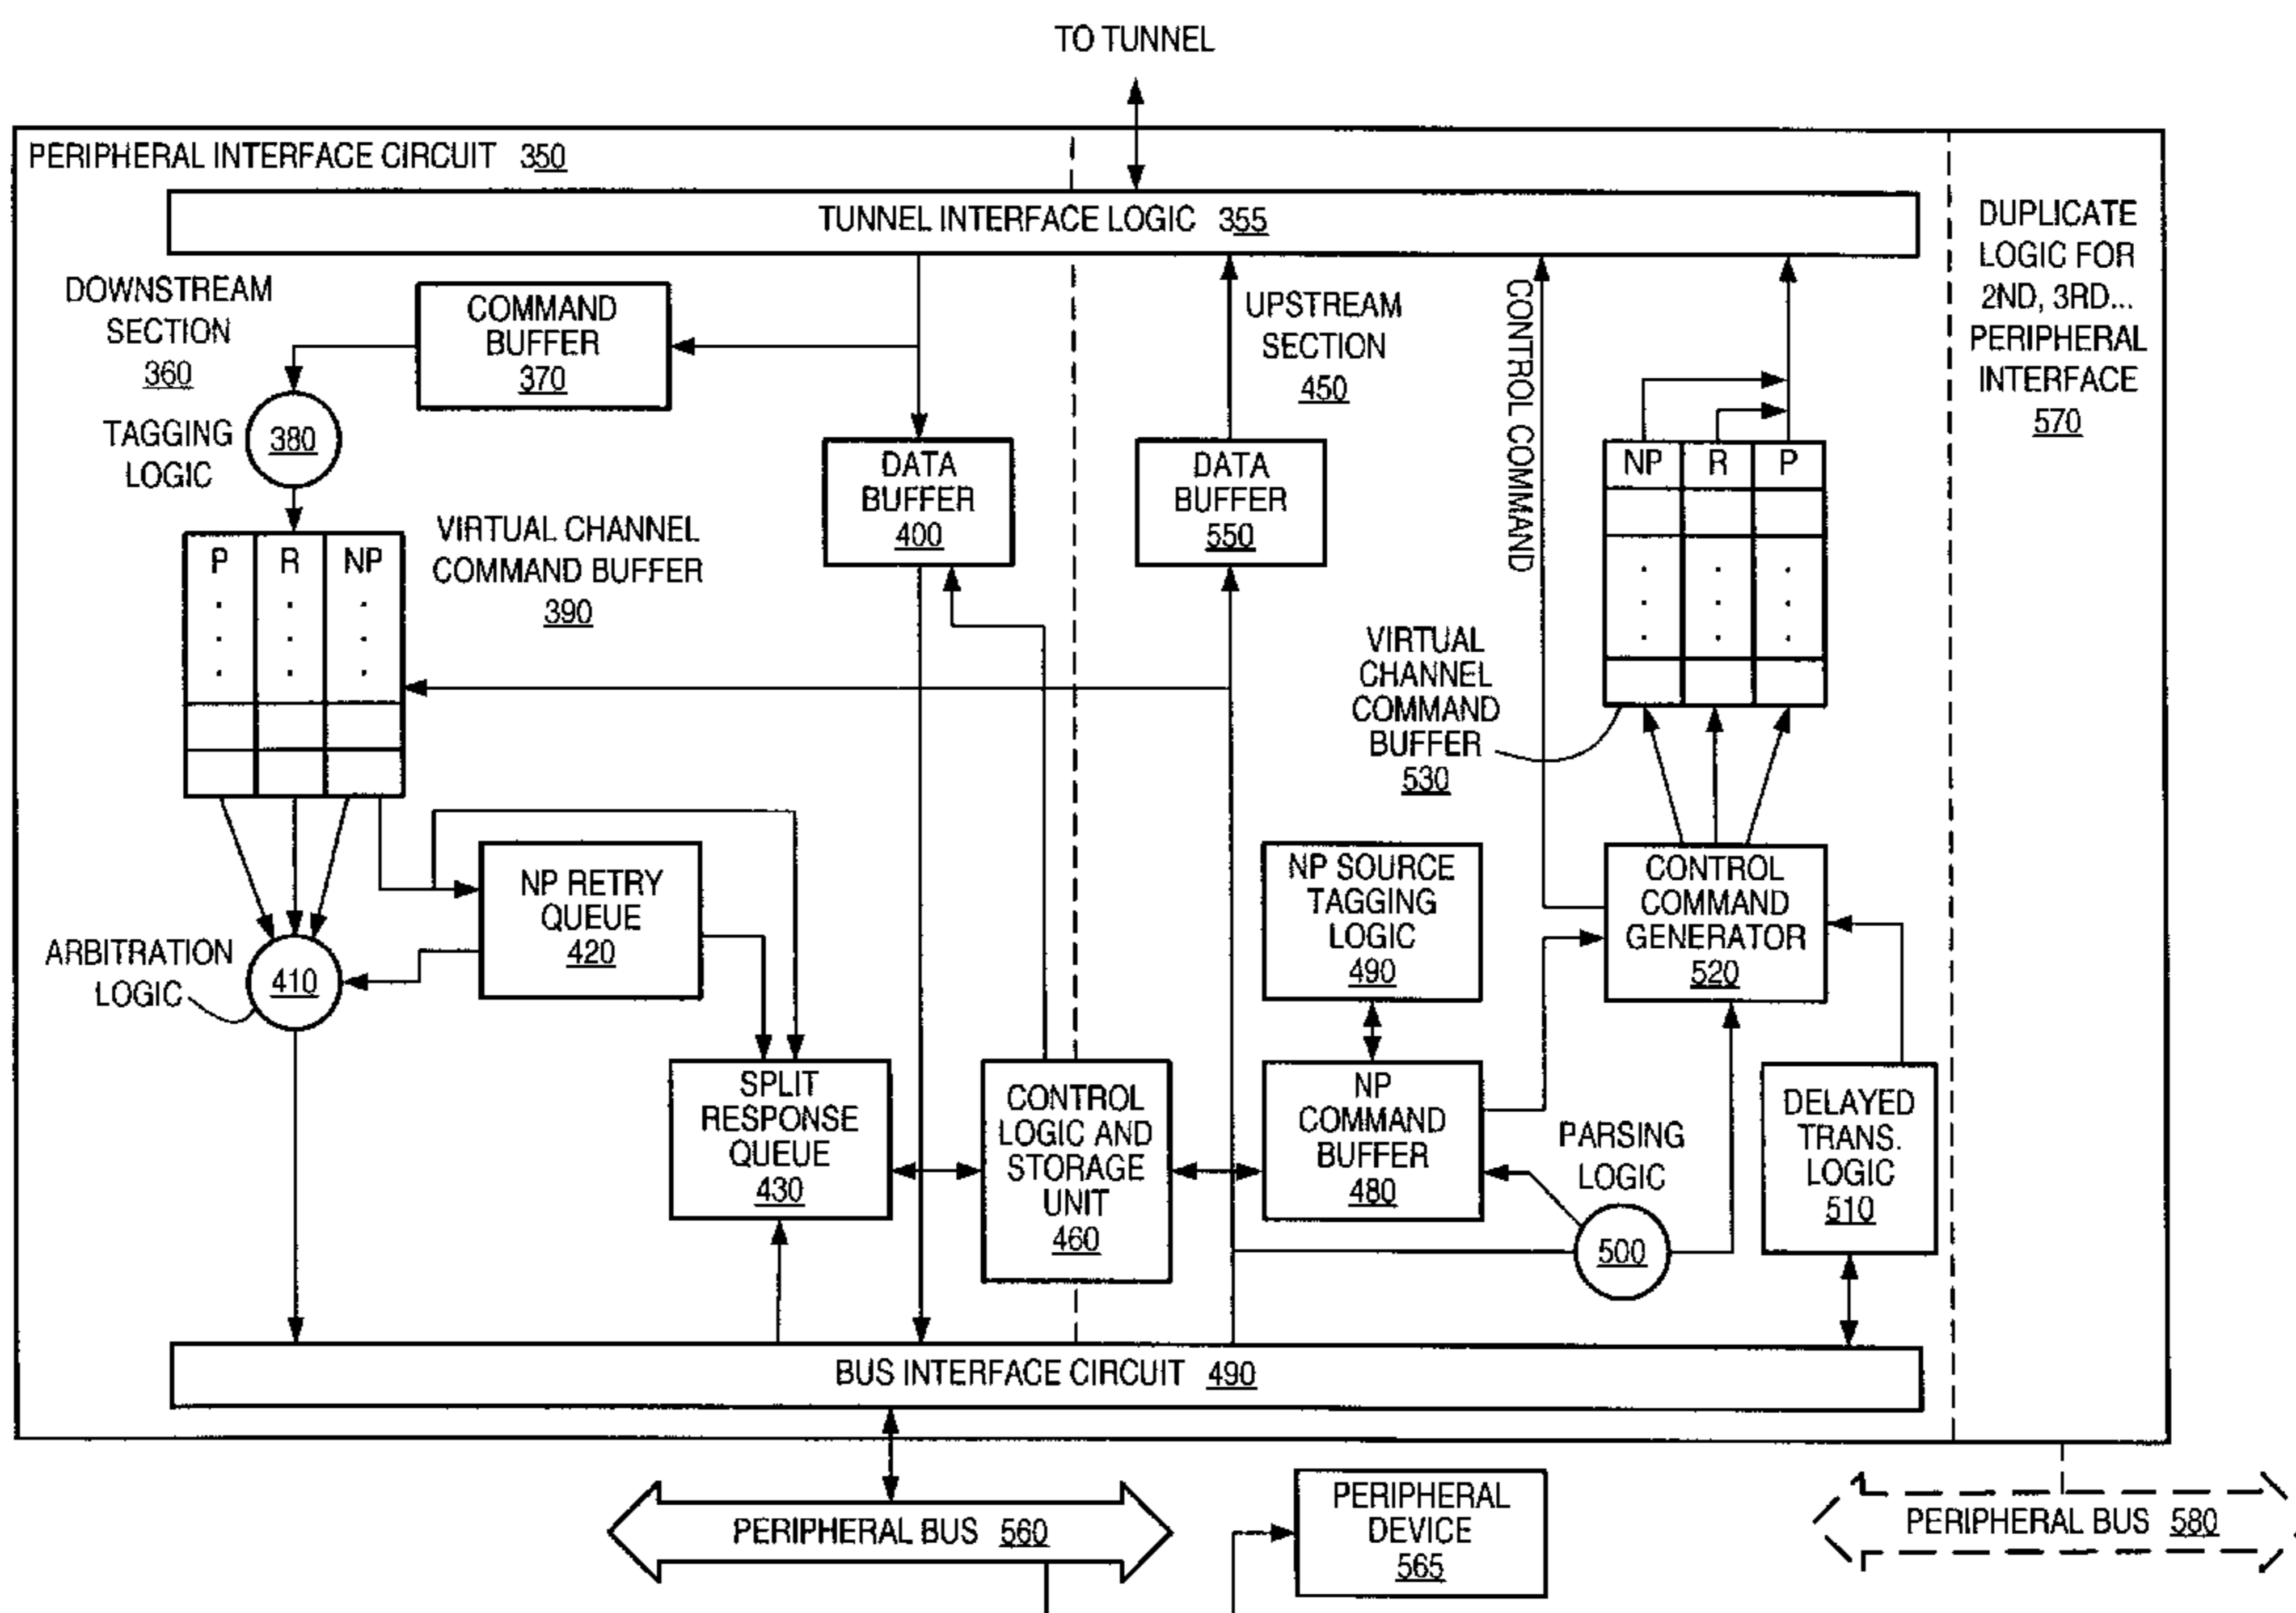 TO TUNNEL
PERIPHERAL INTERFACE CIRCUIT 350
TUNNEL INTERFACE LOGIC 355
DOWNSTREAM
SECTION
360
COMMAND
BUFFER
370
TAGGING
LOGIC
380
P R NP
VIRTUAL CHANNEL
COMMAND BUFFER
390
DATA
BUFFER
400
ARBITRATION
LOGIC
410
NP RETRY
QUEUE
420
SPLIT
RESPONSE
QUEUE
430
CONTROL
LOGIC AND
STORAGE
UNIT
460
UPSTREAM
SECTION
450
DATA
BUFFER
550
CONTROL COMMAND
NP R P
VIRTUAL
CHANNEL
COMMAND
BUFFER
530
NP SOURCE
TAGGING
LOGIC
490
CONTROL
COMMAND
GENERATOR
520
NP
COMMAND
BUFFER
480
PARSING
LOGIC
500
DELAYED
TRANS.
LOGIC
510
DUPLICATE
LOGIC FOR
2ND, 3RD...
PERIPHERAL
INTERFACE
570
BUS INTERFACE CIRCUIT 490
PERIPHERAL BUS 560
PERIPHERAL
DEVICE
565
PERIPHERAL BUS 580